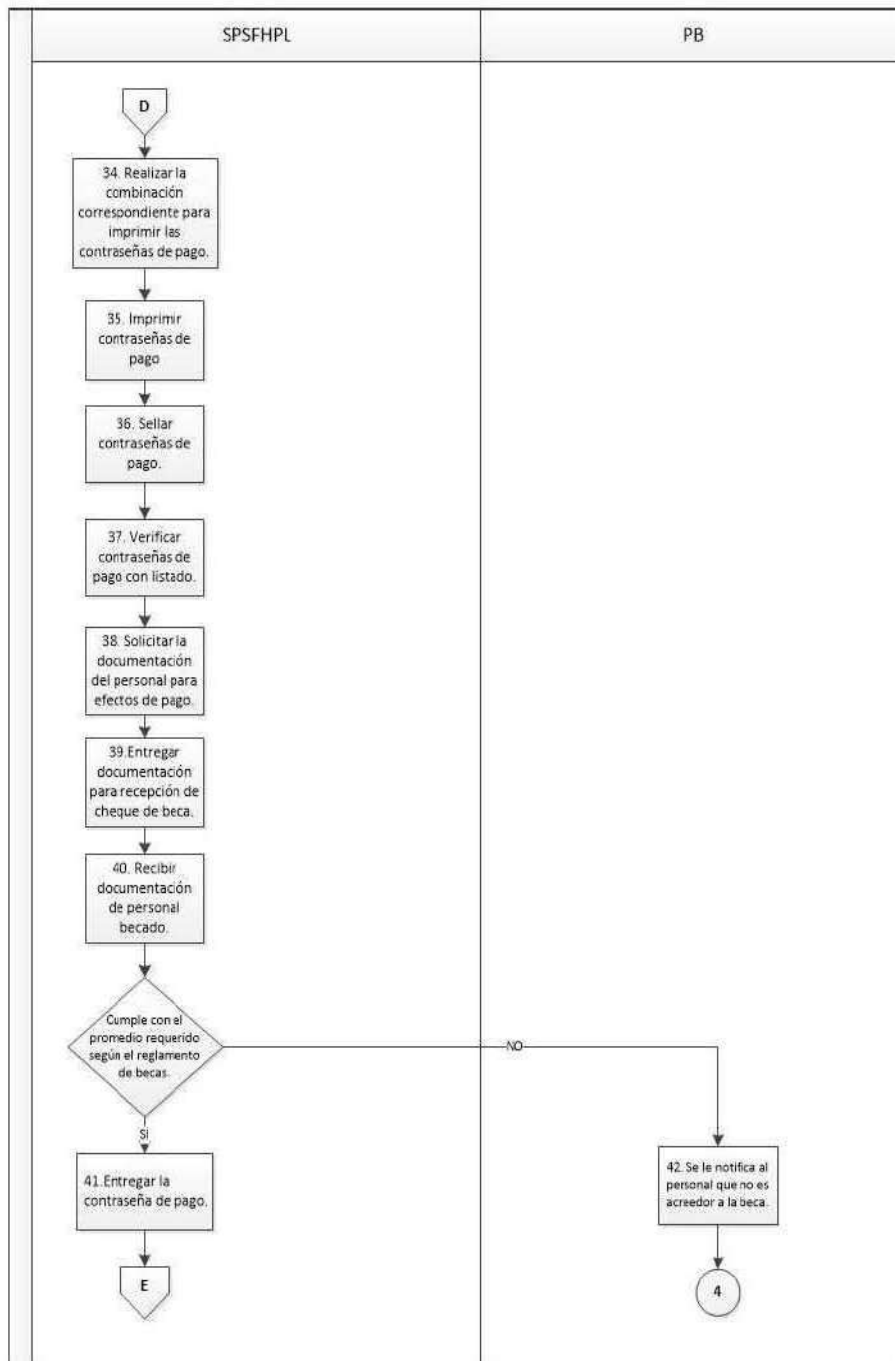 SPSFHPL
PB
D
34. Realizar la
combinación
correspondiente para
imprimir las
contraseñas de pago.
35. Imprimir
contraseñas de
pago
36. Sellar
contraseñas de
pago.
37. Verificar
contraseñas de
pago con listado.
38. Solicitar la
documentación
del personal para
efectos de pago.
39.Entregar
documentación
para recepción de
cheque de beca.
40. Recibir
documentación
de personal
becado.
Cumple con el
promedio requerido
según el reglamento
de becas.
NO
Sí
41.Entregar la
contraseña de pago.
42. Se le notifica al
personal que no es
acreedor a la beca.
E
4